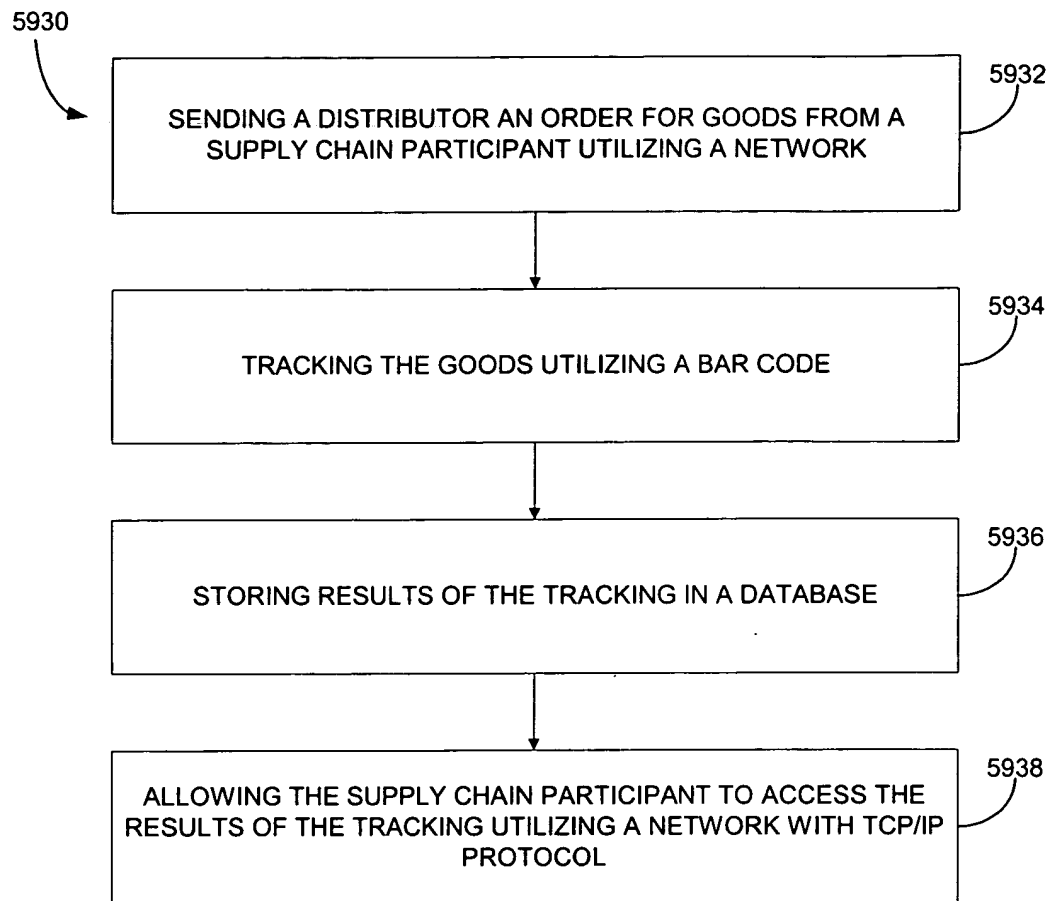 5930
5932
SENDING A DISTRIBUTOR AN ORDER FOR GOODS FROM A
SUPPLY CHAIN PARTICIPANT UTILIZING A NETWORK
5934
TRACKING THE GOODS UTILIZING A BAR CODE
5936
STORING RESULTS OF THE TRACKING IN A DATABASE
5938
ALLOWING THE SUPPLY CHAIN PARTICIPANT TO ACCESS THE
RESULTS OF THE TRACKING UTILIZING A NETWORK WITH TCP/IP
PROTOCOL